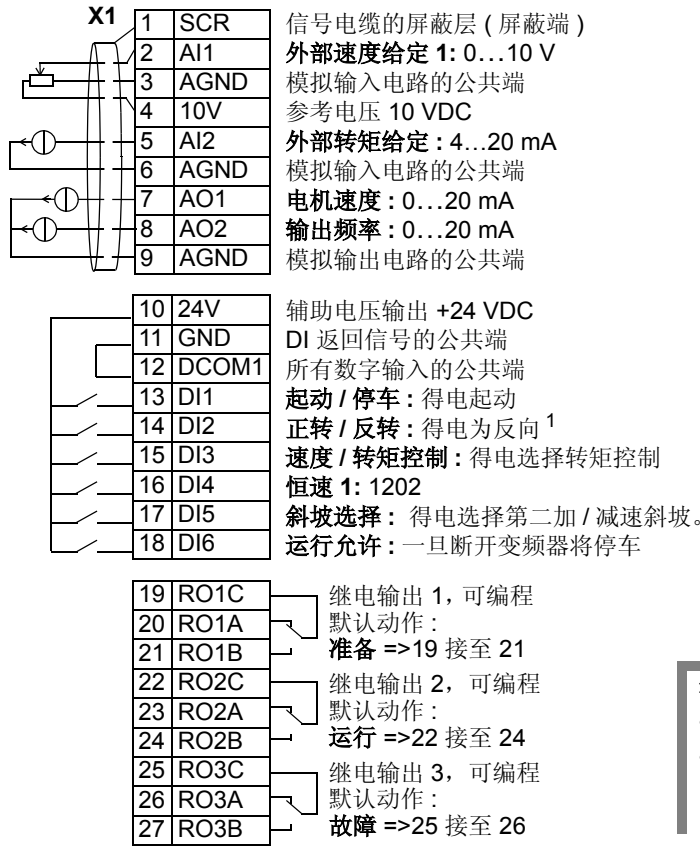 X1
1 SCR 信号电缆的屏蔽层 ( 屏蔽端 )
2 AI1 外部速度给定 1: 0…10 V
3 AGND 模拟输入电路的公共端
4 10V 参考电压 10 VDC
5 AI2 外部转矩给定 : 4…20 mA
6 AGND 模拟输入电路的公共端
7 AO1 电机速度 : 0…20 mA
8 AO2 输出频率 : 0…20 mA
9 AGND 模拟输出电路的公共端
10 24V 辅助电压输出 +24 VDC
11 GND DI 返回信号的公共端
12 DCOM1 所有数字输入的公共端
13 DI1 起动 / 停车 : 得电起动
14 DI2 正转 / 反转 : 得电为反向 1
15 DI3 速度 / 转矩控制 : 得电选择转矩控制
16 DI4 恒速 1: 1202
17 DI5 斜坡选择 : 得电选择第二加 / 减速斜坡。
18 DI6 运行允许 : 一旦断开变频器将停车
19 RO1C 继电输出 1, 可编程
20 RO1A 默认动作 :
21 RO1B 准备 =>19 接至 21
22 RO2C 继电输出 2, 可编程
23 RO2A 默认动作 :
24 RO2B 运行 =>22 接至 24
25 RO3C 继电输出 3, 可编程
26 RO3A 默认动作 :
27 RO3B 故障 =>25 接至 26